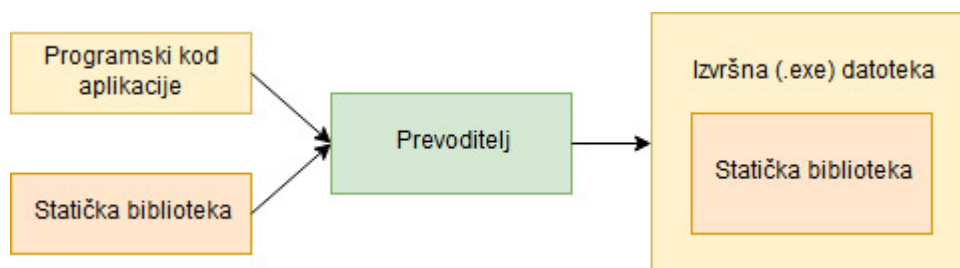 Programski kod
aplikacije
Statička biblioteka
Prevoditelj
Izvršna (.exe) datoteka
Statička biblioteka